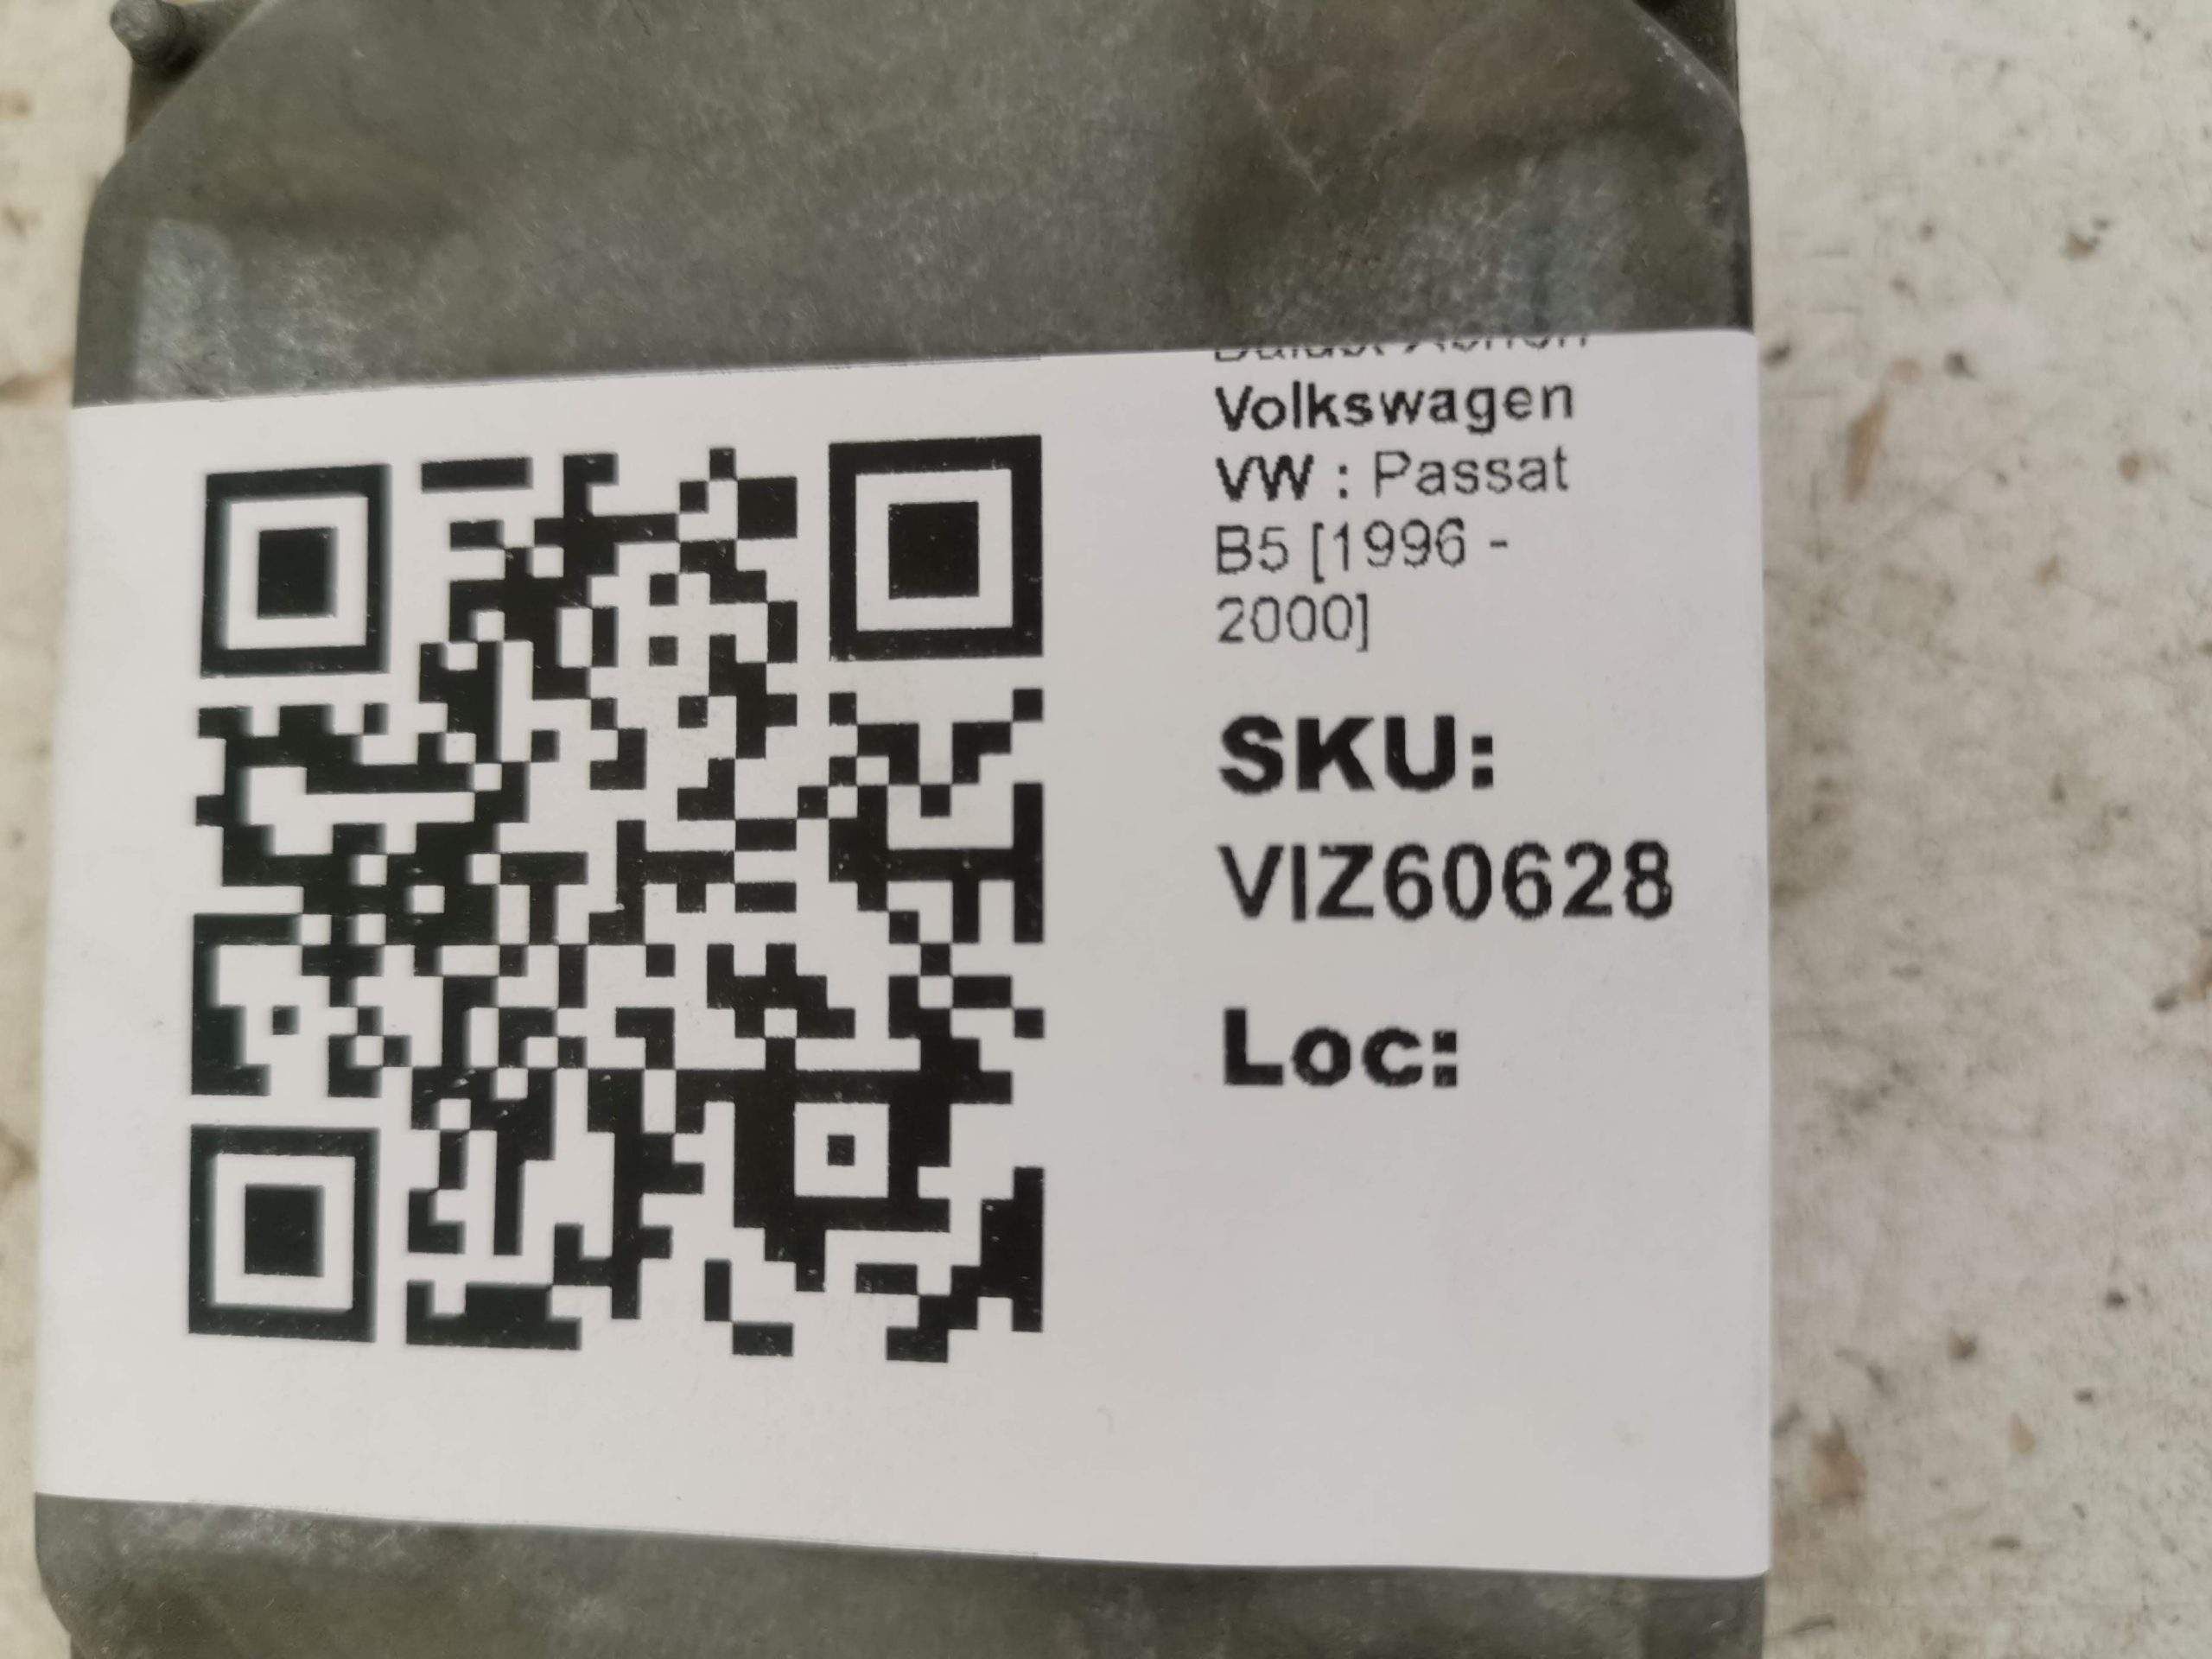 Volkswagen
VW : Passat
B5 [1996 -
2000]
SKU:
VIZ60628
Loc: